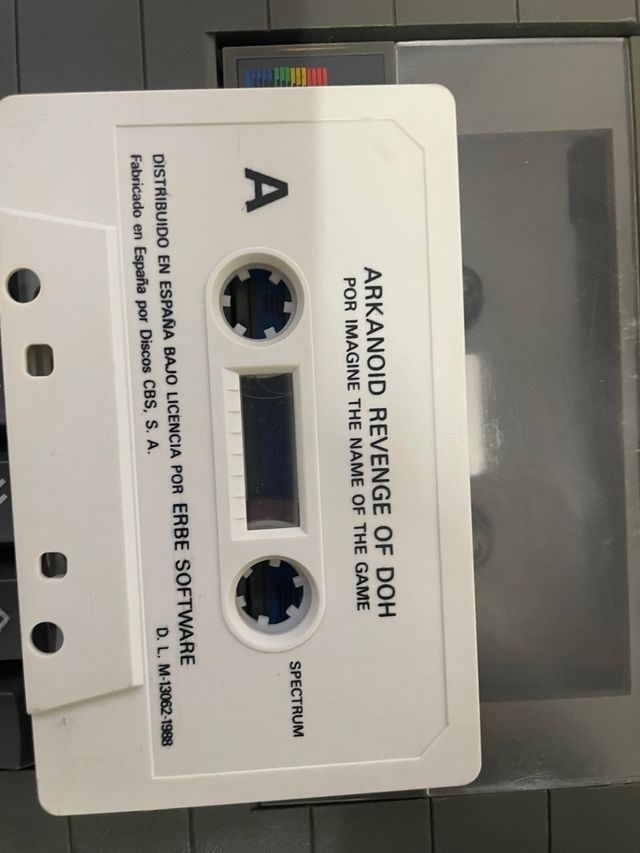 ARKANOID REVENGE OF DOH
POR IMAGINE THE NAME OF THE GAME
A
SPECTRUM
DISTRIBUIDO EN ESPAÑA BAJO LICENCIA POR ERBE SOFTWARE
Fabricado en España por Discos CBS, S. A.
D. L. M-13062-1988